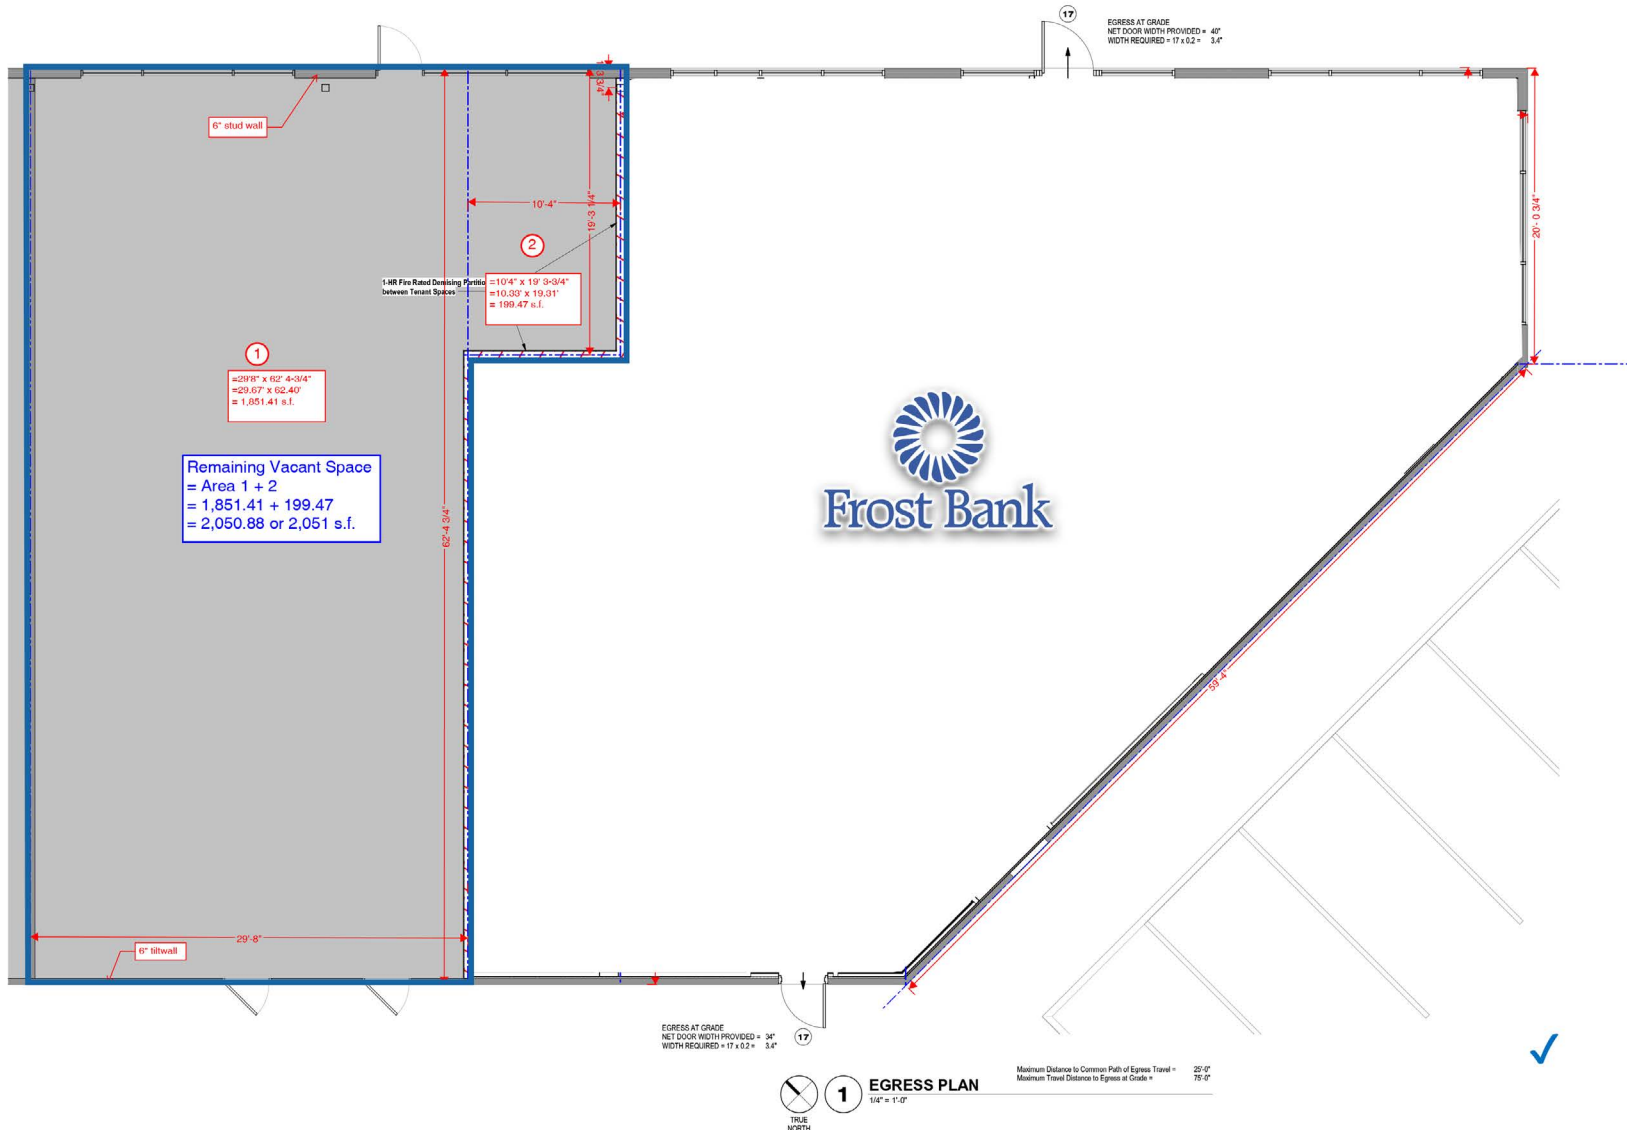 17
EGRESS AT GRADE
NET DOOR WIDTH PROVIDED = 40"
WIDTH REQUIRED = 17 x 0.2 = 3.4"
3 3/4"
6" stud wall
10'-4"
19'-3 1/4"
20'- 0 3/4"
2
1-HR Fire Rated Demising Partitio
between Tenant Spaces
=10'4" x 19' 3-3/4"
=10.33' x 19.31'
= 199.47 s.f.
1
=29'8" x 62' 4-3/4"
=29.67' x 62.40'
= 1,851.41 s.f.
Remaining Vacant Space
= Area 1 + 2
= 1,851.41 + 199.47
= 2,050.88 or 2,051 s.f.
Frost Bank
62'-4 3/4"
59'-4"
29'-8"
6" tiltwall
EGRESS AT GRADE
NET DOOR WIDTH PROVIDED = 34"
WIDTH REQUIRED = 17 x 0.2 = 3.4"
17
Maximum Distance to Common Path of Egress Travel = 25'-0"
Maximum Travel Distance to Egress at Grade = 75'-0"
1
EGRESS PLAN
1/4" = 1'-0"
TRUE
NORTH